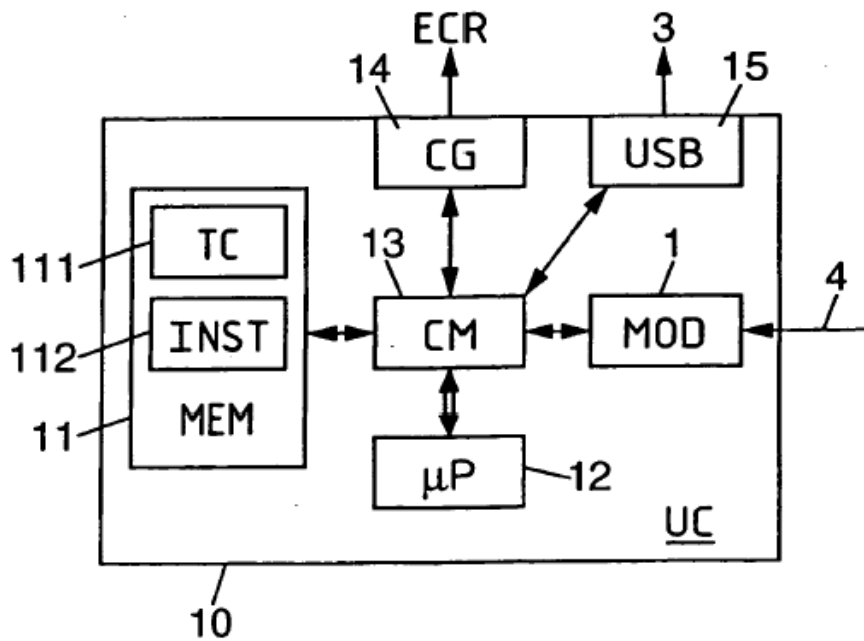 ECR 3
14 15
CG USB
111 TC 13 1
4
112 INST CM MOD
11 MEM
μP 12
UC
10